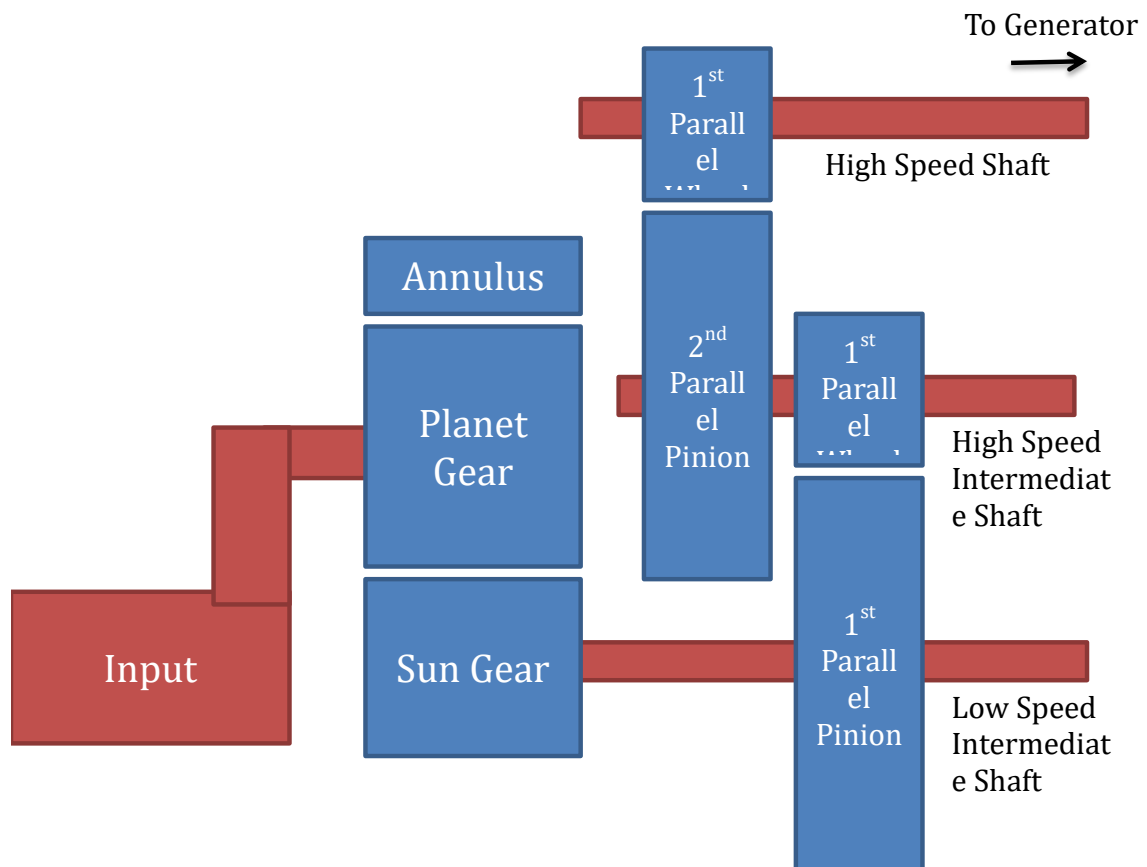 To Generator
1st
Parall
el
High Speed Shaft
Annulus
Planet
Gear
2nd
Parall
el
Pinion
1st
Parall
el
High Speed
Intermediat
e Shaft
Input
Sun Gear
1st
Parall
el
Pinion
Low Speed
Intermediat
e Shaft